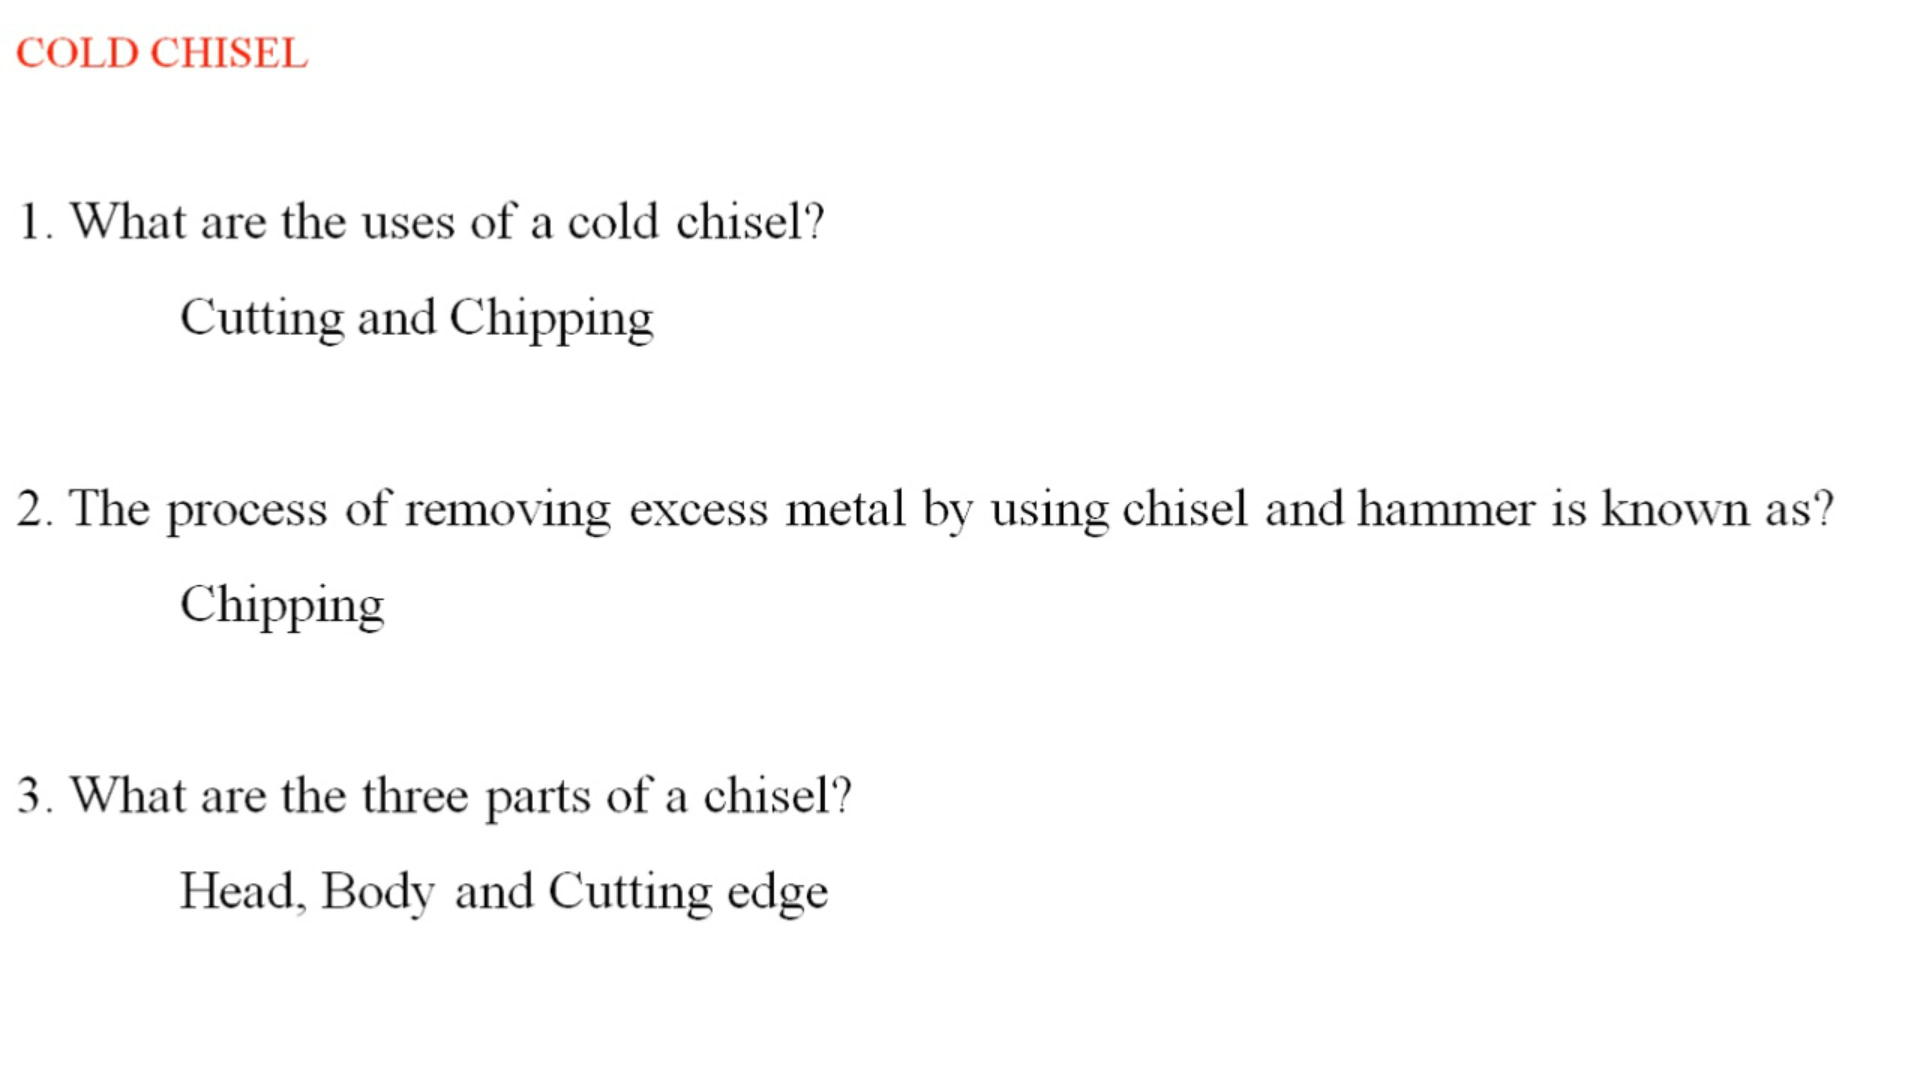 COLD CHISEL
1. What are the uses of a cold chisel?
Cutting and Chipping
2. The process of removing excess metal by using chisel and hammer is known as?
Chipping
3. What are the three parts of a chisel?
Head, Body and Cutting edge